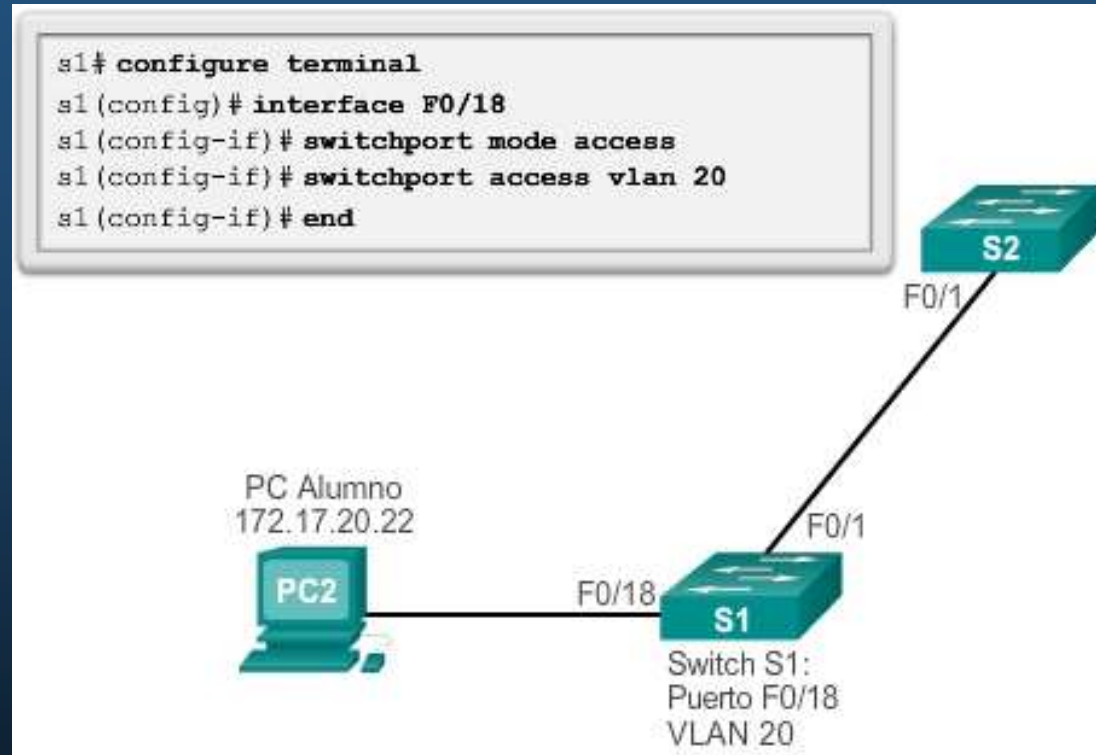 s1# configure terminal
s1(config)# interface F0/18
s1(config-if)# switchport mode access
s1(config-if)# switchport access vlan 20
s1(config-if)# end
S2
F0/1
PC Alumno
172.17.20.22
F0/1
PC2
F0/18
S1
Switch S1:
Puerto F0/18
VLAN 20